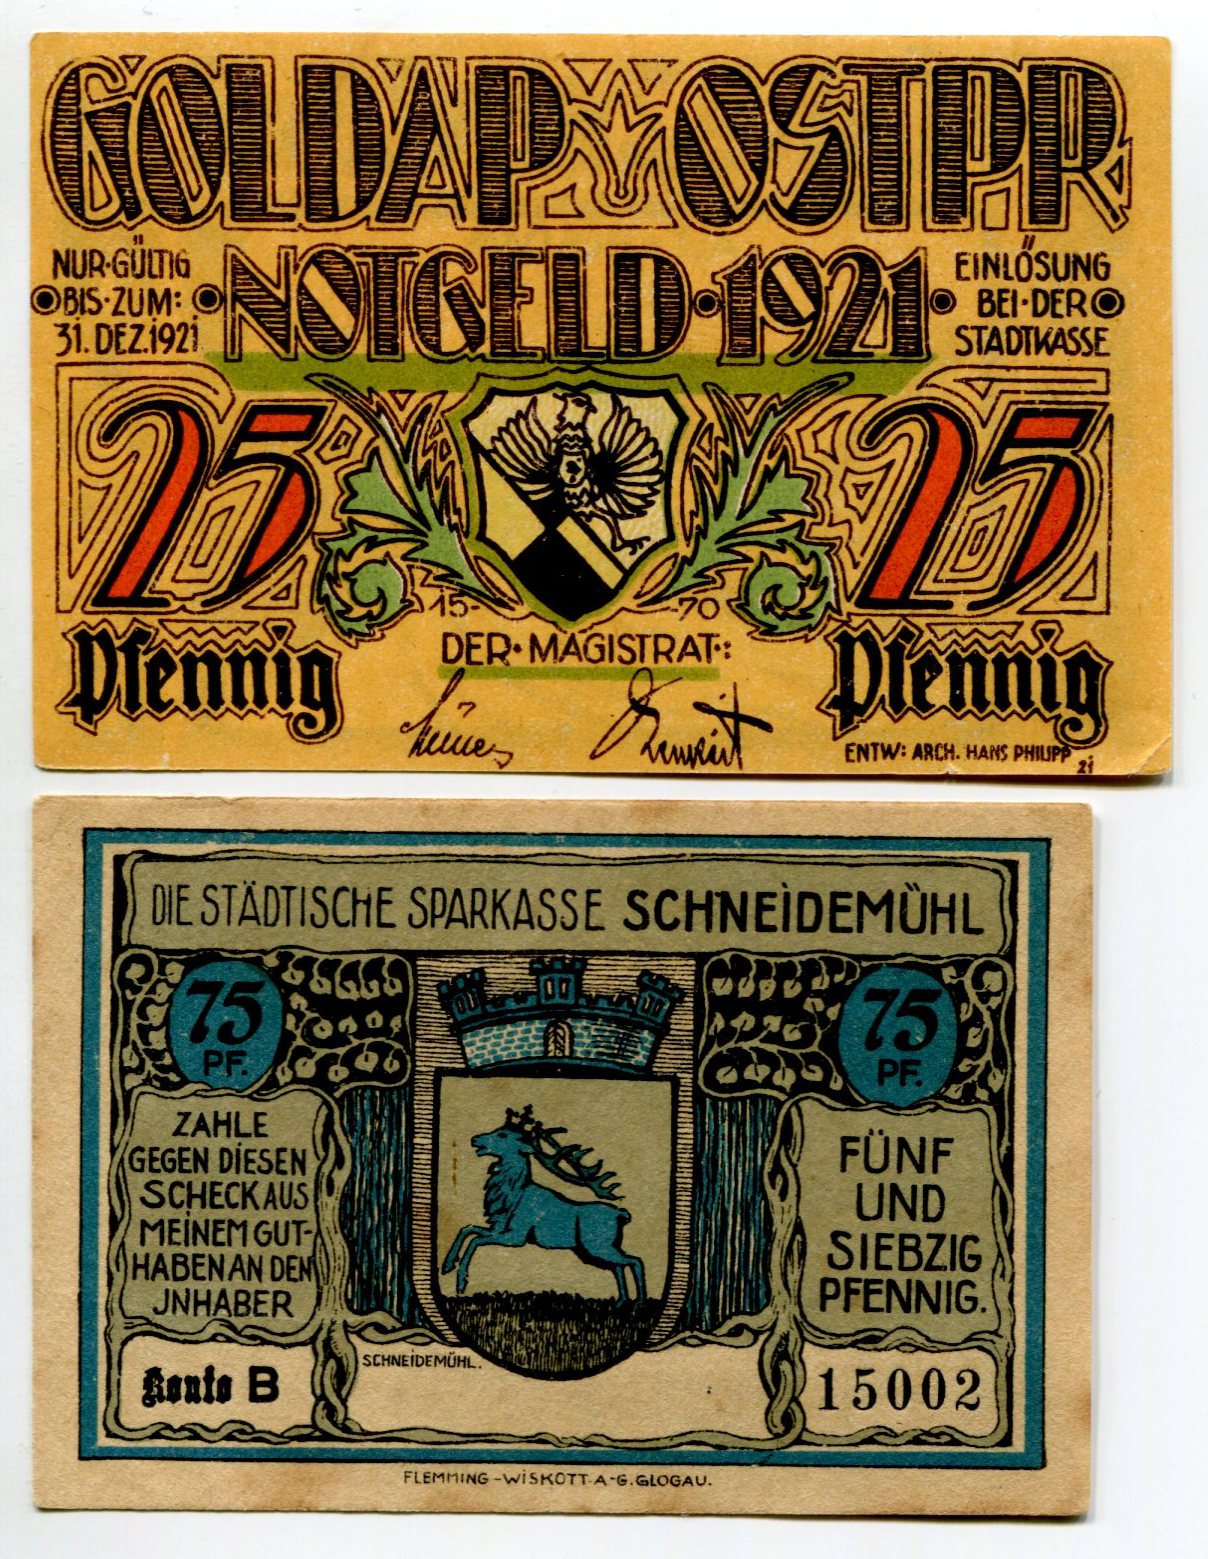 GOLDAP OSTPR
NUR·GÜLTIG
BIS·ZUM:
31. DEZ.1921
NOTGELD·1921
EINLÖSUNG
BEI·DER
STADTKASSE
25
25
15-
70
Pfennig
DER·MAGISTRAT·:
Pfennig
ENTW: ARCH. HANS PHILIPP
21
DIE STÄDTISCHE SPARKASSE SCHNEIDEMÜHL
75
PF.
75
PF.
ZAHLE
GEGEN DIESEN
SCHECK AUS
MEINEM GUT-
HABEN AN DEN
JNHABER
FÜNF
UND
SIEBZIG
PFENNIG.
SCHNEIDEMÜHL.
Konto B
15002
FLEMMING-WISKOTT·A-G·GLOGAU.